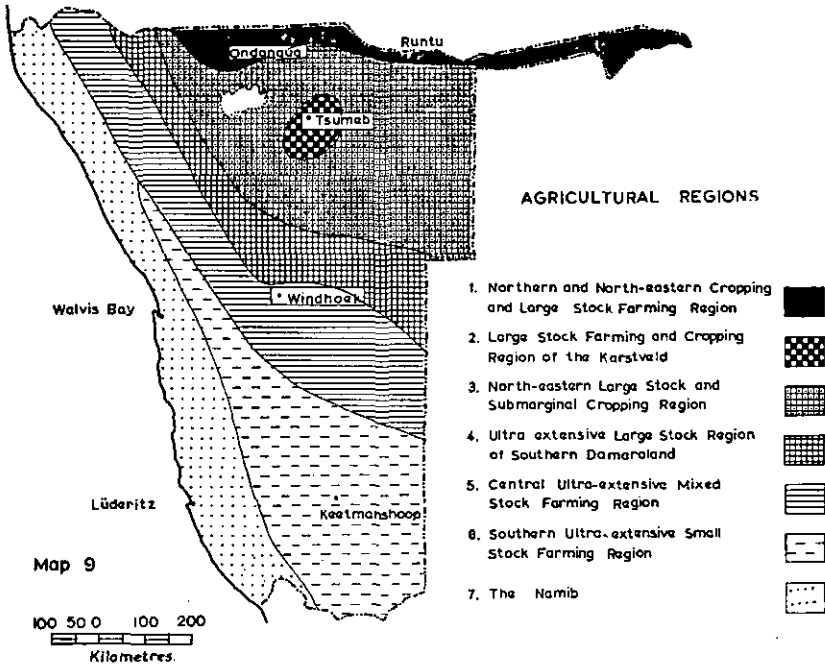 Ondangua
Runtu
Tsumeb
AGRICULTURAL REGIONS
1. Northern and North-eastern Cropping
and Large Stock Farming Region
2. Large Stock Farming and Cropping
Region of the Karstveld
3. North-eastern Large Stock and
Submarginal Cropping Region
4. Ultra extensive Large Stock Region
of Southern Damaraland
5. Central Ultra-extensive Mixed
Stock Farming Region
6. Southern Ultra-extensive Small
Stock Farming Region
7. The Namib
Windhoek
Walvis Bay
Lüderitz
Keetmanshoop
Map 9
100 50 0 100 200
Kilometres.